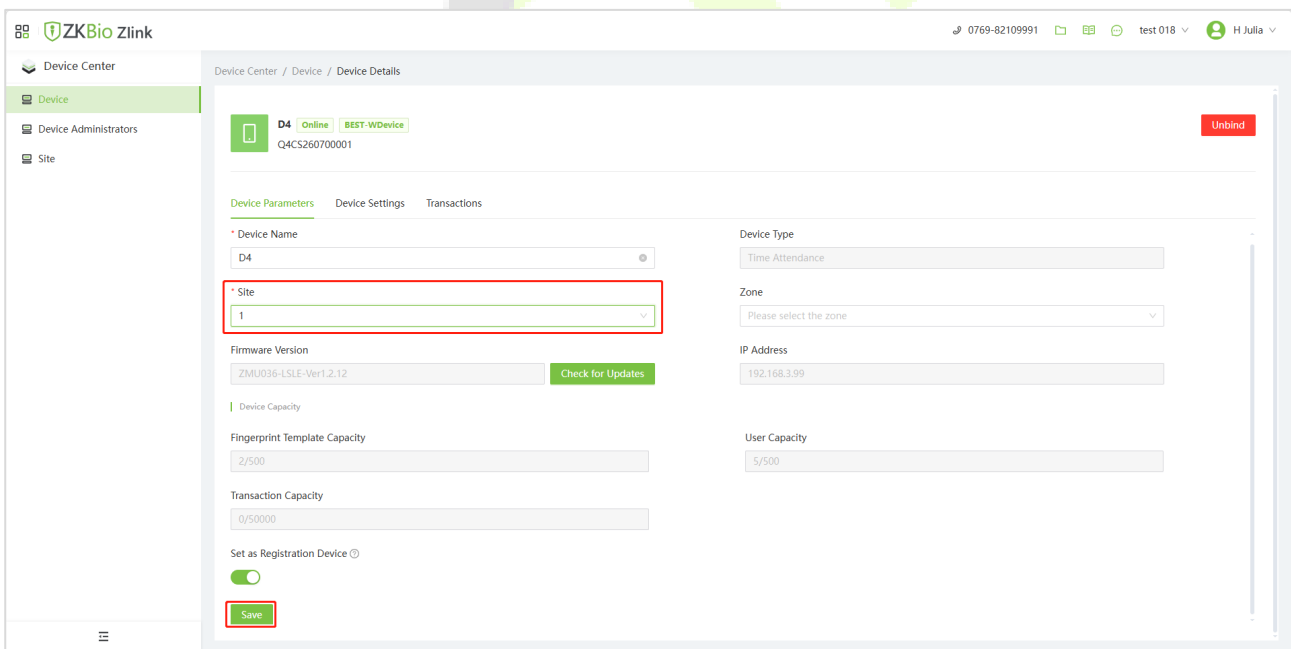 ZKBio Zlink
0769-82109991 test 018 H Julia
Device Center
Device
Device Administrators
Site
Device Center / Device / Device Details
D4 Online BEST-WDevice
Q4CS260700001
Unbind
Device Parameters Device Settings Transactions
* Device Name
D4
Device Type
Time Attendance
* Site
1
Zone
Please select the zone
Firmware Version
ZMU036-LSLE-Ver1.2.12 Check for Updates
IP Address
192.168.3.99
Device Capacity
Fingerprint Template Capacity
2/500
User Capacity
5/500
Transaction Capacity
0/50000
Set as Registration Device
Save